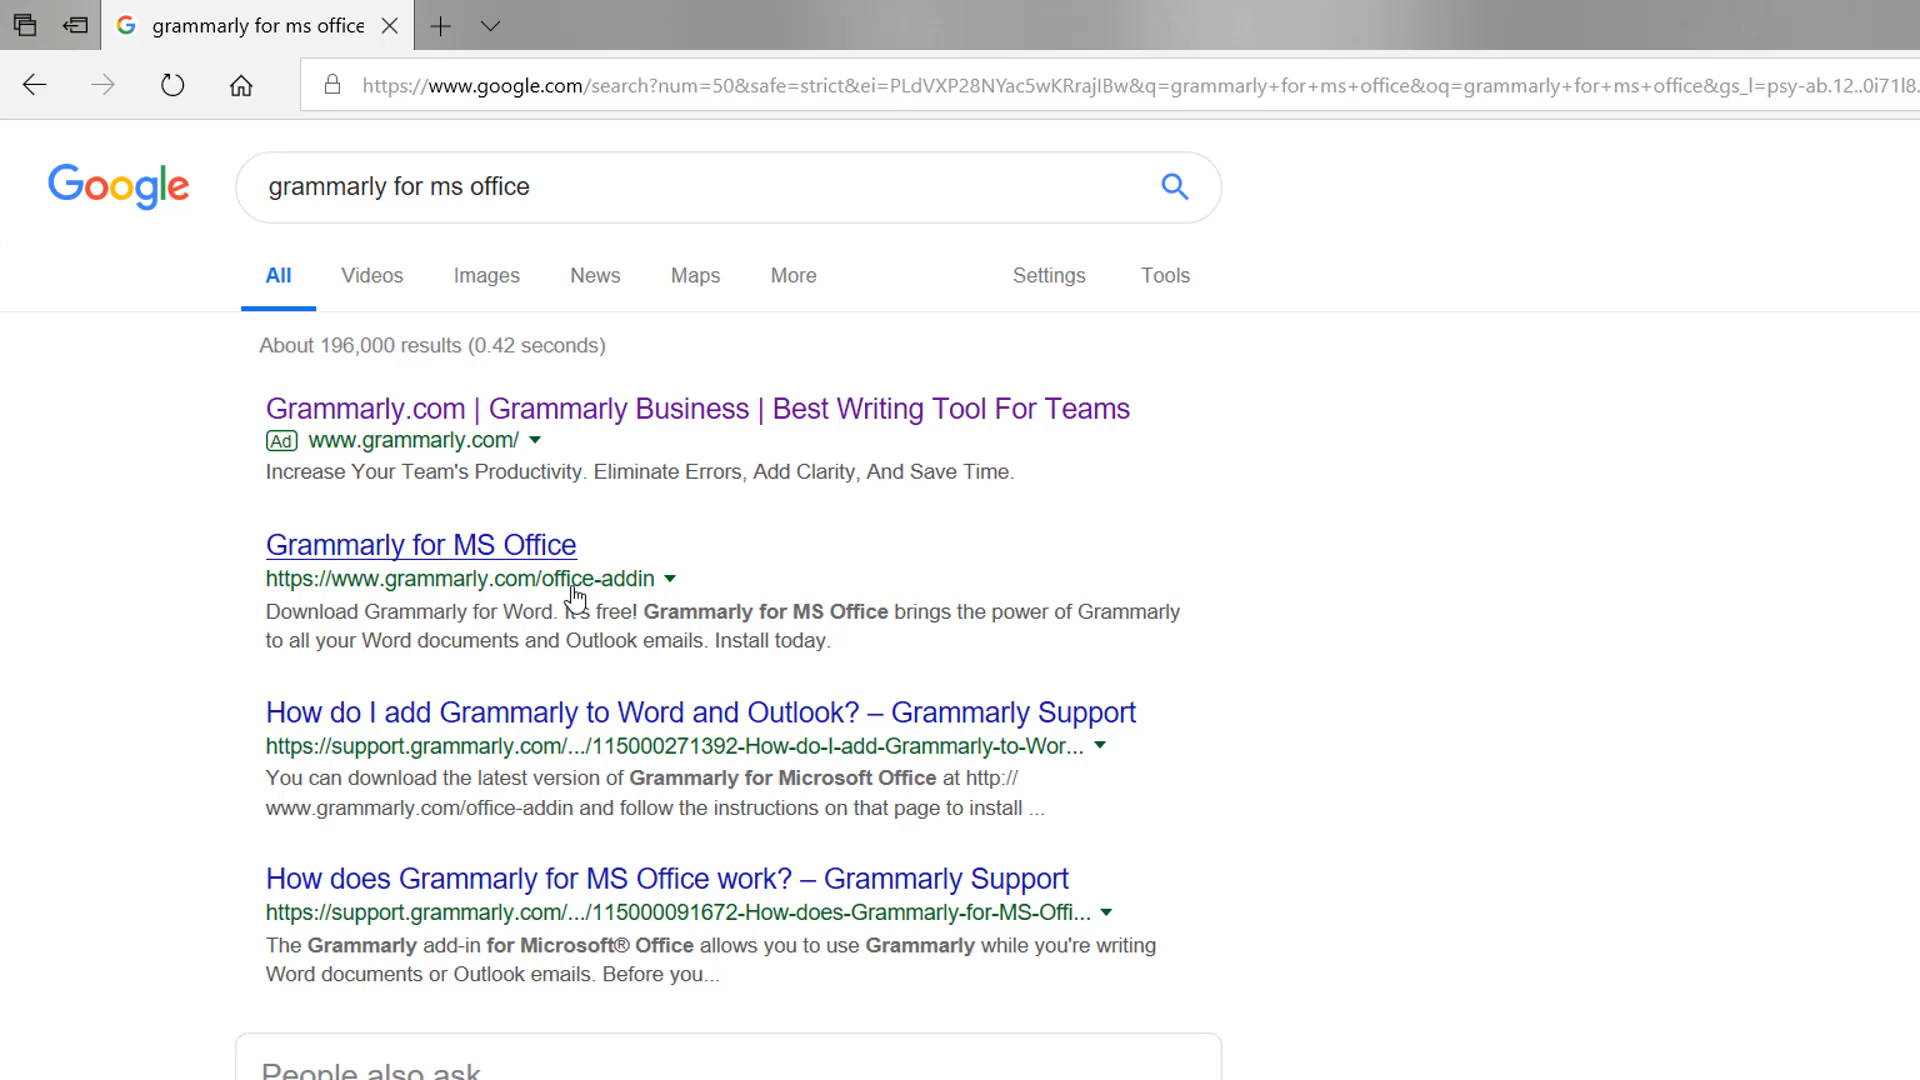 grammarly for ms office
https://www.google.com/search?num=50&safe=strict&ei=PLdVXP28NYac5wKRrajIBw&q=grammarly+for+ms+office&oq=grammarly+for+ms+office&gs_l=psy-ab.12..0i71l8.
Google
grammarly for ms office
All Videos Images News Maps More Settings Tools
About 196,000 results (0.42 seconds)
Grammarly.com | Grammarly Business | Best Writing Tool For Teams
Ad www.grammarly.com/
Increase Your Team's Productivity. Eliminate Errors, Add Clarity, And Save Time.
Grammarly for MS Office
https://www.grammarly.com/office-addin
Download Grammarly for Word. It's free! Grammarly for MS Office brings the power of Grammarly
to all your Word documents and Outlook emails. Install today.
How do I add Grammarly to Word and Outlook? – Grammarly Support
https://support.grammarly.com/.../115000271392-How-do-I-add-Grammarly-to-Wor...
You can download the latest version of Grammarly for Microsoft Office at http://
www.grammarly.com/office-addin and follow the instructions on that page to install ...
How does Grammarly for MS Office work? – Grammarly Support
https://support.grammarly.com/.../115000091672-How-does-Grammarly-for-MS-Offi...
The Grammarly add-in for Microsoft® Office allows you to use Grammarly while you're writing
Word documents or Outlook emails. Before you...
People also ask